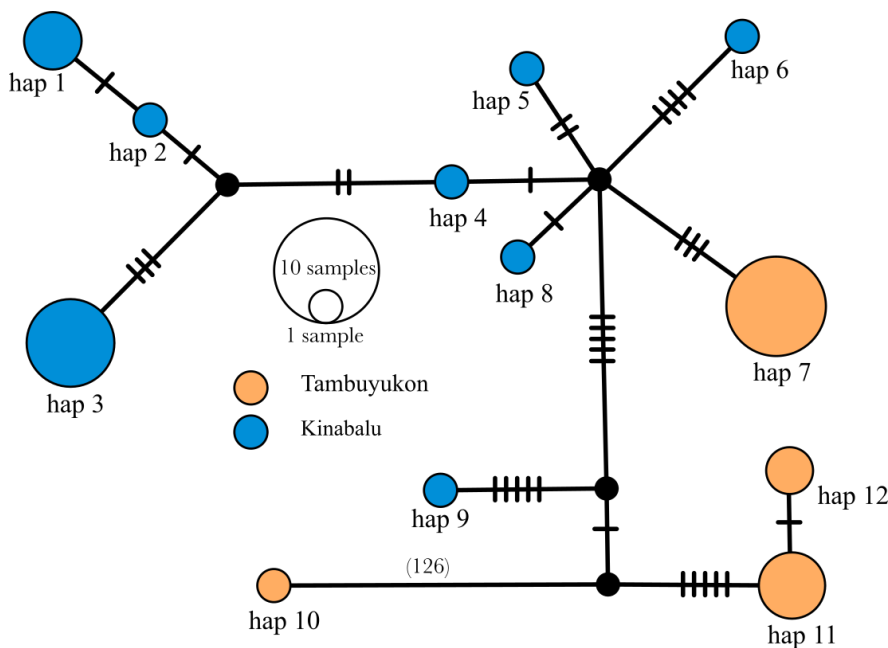 hap 1
hap 2
hap 3
hap 4
hap 5
hap 6
hap 7
hap 8
10 samples
1 sample
Tambuyukon
Kinabalu
hap 9
hap 10
(126)
hap 11
hap 12